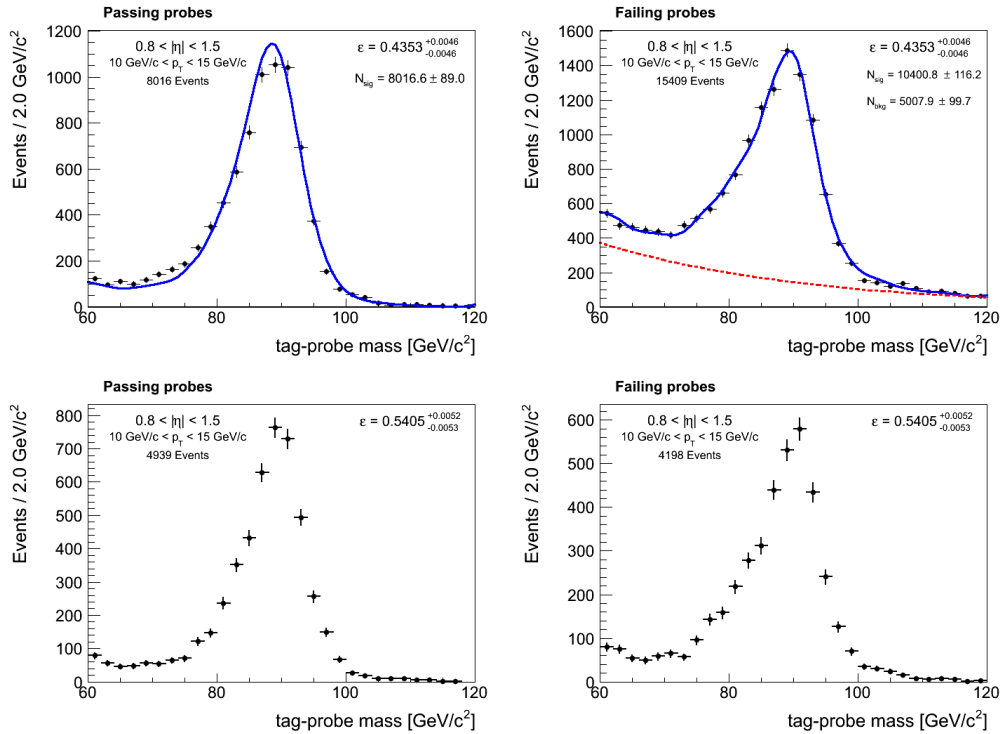 Passing probes
Events / 2.0 GeV/c²
1200
1000
800
600
400
200
0
0.8 < |η| < 1.5
10 GeV/c < p_T < 15 GeV/c
8016 Events
ε = 0.4353 +0.0046 -0.0046
N_sig = 8016.6 ± 89.0
60 80 100 120
tag-probe mass [GeV/c²]
Failing probes
Events / 2.0 GeV/c²
1600
1400
1200
1000
800
600
400
200
0
0.8 < |η| < 1.5
10 GeV/c < p_T < 15 GeV/c
15409 Events
ε = 0.4353 +0.0046 -0.0046
N_sig = 10400.8 ± 116.2
N_bkg = 5007.9 ± 99.7
60 80 100 120
tag-probe mass [GeV/c²]
Passing probes
Events / 2.0 GeV/c²
800
700
600
500
400
300
200
100
0
0.8 < |η| < 1.5
10 GeV/c < p_T < 15 GeV/c
4939 Events
ε = 0.5405 +0.0052 -0.0053
60 80 100 120
tag-probe mass [GeV/c²]
Failing probes
Events / 2.0 GeV/c²
600
500
400
300
200
100
0
0.8 < |η| < 1.5
10 GeV/c < p_T < 15 GeV/c
4198 Events
ε = 0.5405 +0.0052 -0.0053
60 80 100 120
tag-probe mass [GeV/c²]